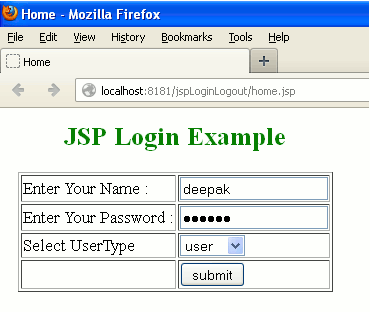 Home - Mozilla Firefox
File Edit View History Bookmarks Tools Help
Home
localhost:8181/jspLoginLogout/home.jsp
JSP Login Example
Enter Your Name : deepak
Enter Your Password : ●●●●●●
Select UserType user
submit